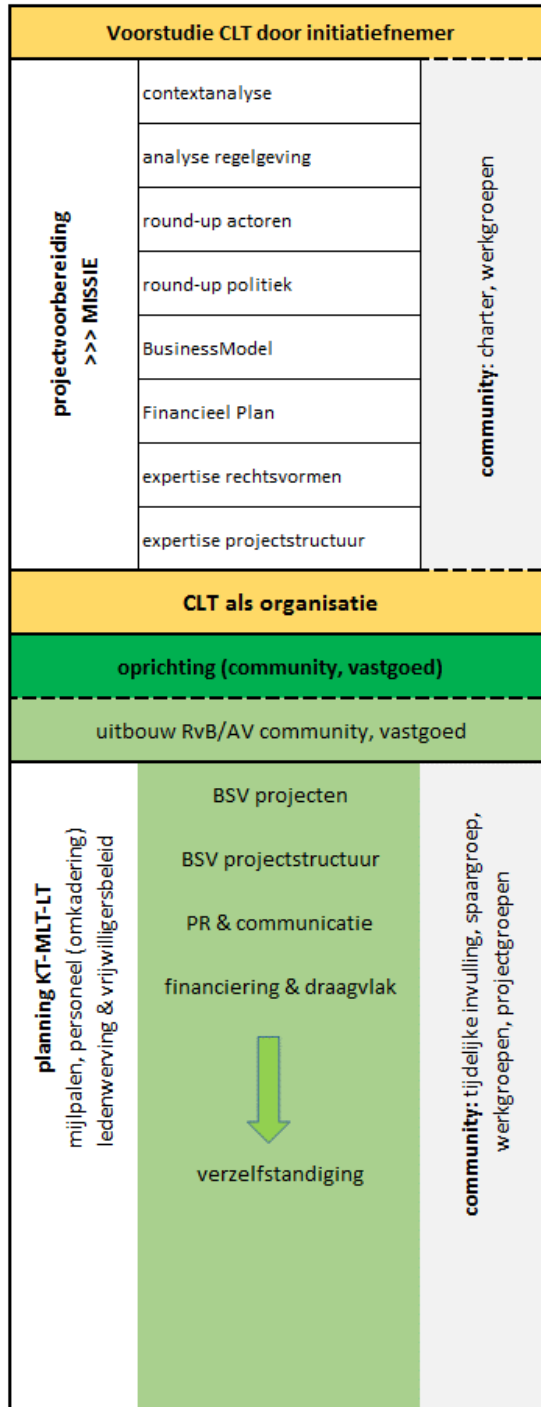 Voorstudie CLT door initiatiefnemer
projectvoorbereiding
>>> MISSIE
contextanalyse
analyse regelgeving
round-up actoren
round-up politiek
BusinessModel
Financieel Plan
expertise rechtsvormen
expertise projectstructuur
community: charter, werkgroepen
CLT als organisatie
oprichting (community, vastgoed)
uitbouw RvB/AV community, vastgoed
planning KT-MLT-LT
mijlpalen, personeel (omkadering)
ledenwerving & vrijwilligersbeleid
BSV projecten
BSV projectstructuur
PR & communicatie
financiering & draagvlak
verzelfstandiging
community: tijdelijke invulling, spaargroep,
werkgroepen, projectgroepen